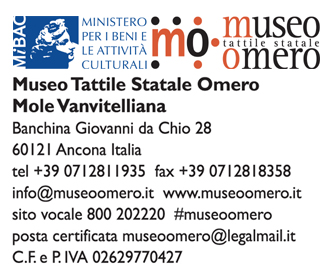 MiBAC
MINISTERO
PER I BENI E
LE ATTIVITÀ
CULTURALI
mo
museo
tattile statale
omero
Museo Tattile Statale Omero
Mole Vanvitelliana
Banchina Giovanni da Chio 28
60121 Ancona Italia
tel +39 0712811935 fax +39 0712818358
info@museoomero.it www.museoomero.it
sito vocale 800 202220 #museoomero
posta certificata museoomero@legalmail.it
C.F. e P. IVA 02629770427